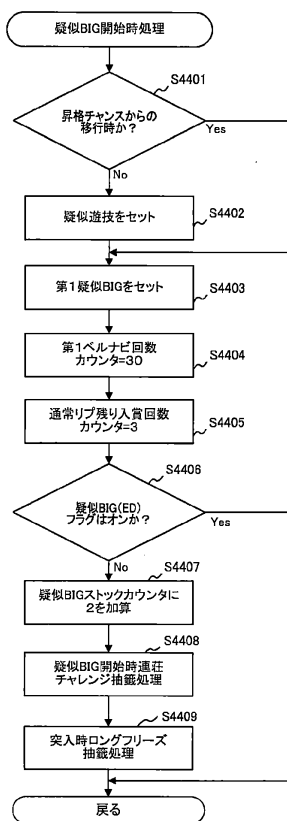 疑似BIG開始時処理
S4401
昇格チャンスからの
移行時か?
Yes
No
疑似遊技をセット
S4402
第1疑似BIGをセット
S4403
第1ベルナビ回数
カウンタ=30
S4404
通常リプ残り入賞回数
カウンタ=3
S4405
S4406
疑似BIG(ED)
フラグはオンか?
Yes
No
S4407
疑似BIGストックカウンタに
2を加算
S4408
疑似BIG開始時連荘
チャレンジ抽籤処理
S4409
突入時ロングフリーズ
抽籤処理
戻る